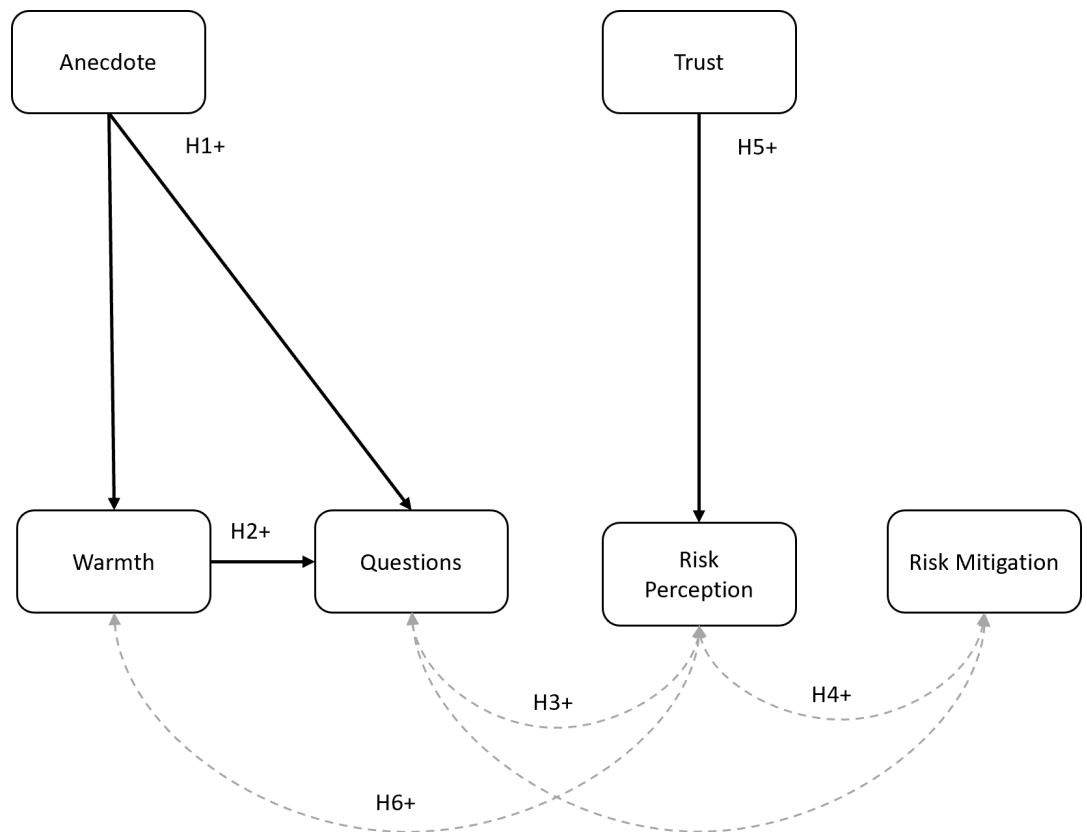 Anecdote
Trust
H1+
H5+
H2+
Warmth
Questions
Risk
Perception
Risk Mitigation
H3+
H4+
H6+